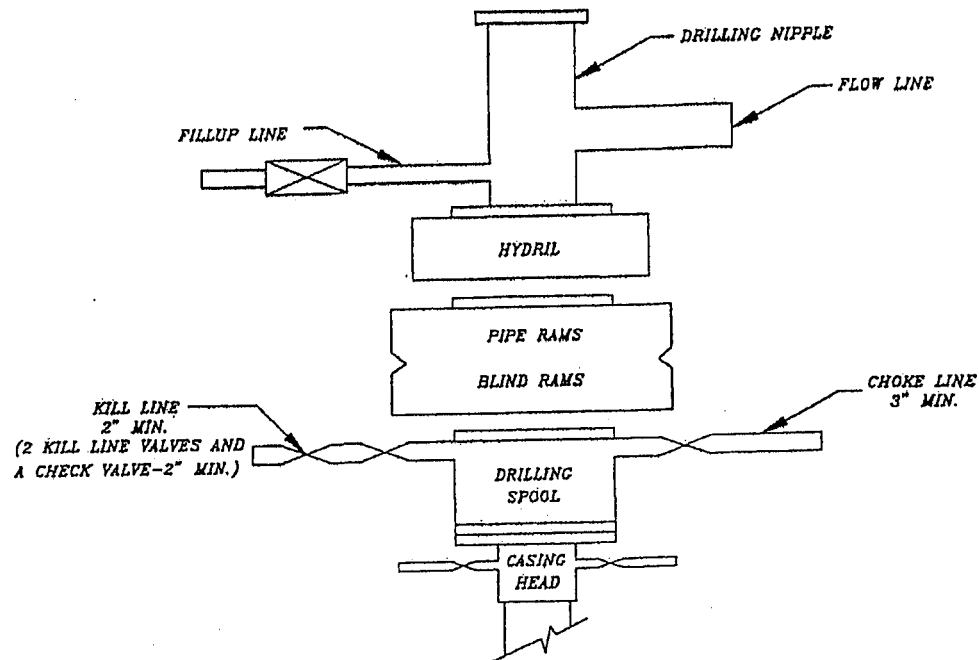 DRILLING NIPPLE
FLOW LINE
FILLUP LINE
HYDRIL
PIPE RAMS
BLIND RAMS
CHOKE LINE
3" MIN.
KILL LINE
2" MIN.
(2 KILL LINE VALVES AND
A CHECK VALVE-2" MIN.)
DRILLING
SPOOL
CASING
HEAD